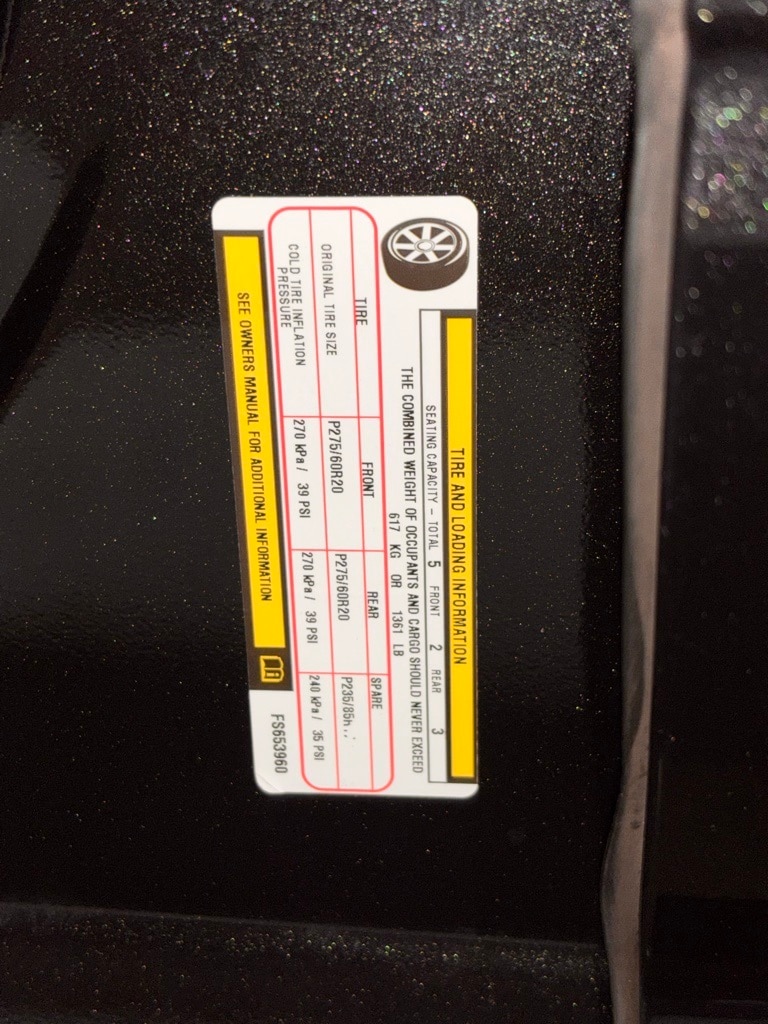 TIRE AND LOADING INFORMATION
SEATING CAPACITY – TOTAL 5 FRONT 2 REAR 3
THE COMBINED WEIGHT OF OCCUPANTS AND CARGO SHOULD NEVER EXCEED
617 KG OR 1361 LB
TIRE FRONT REAR SPARE
ORIGINAL TIRE SIZE P275/60R20 P275/60R20
COLD TIRE INFLATION PRESSURE 270 kPa/ 39 PSI 270 kPa/ 39 PSI 240 kPa/ 35 PSI
SEE OWNERS MANUAL FOR ADDITIONAL INFORMATION
FS653960